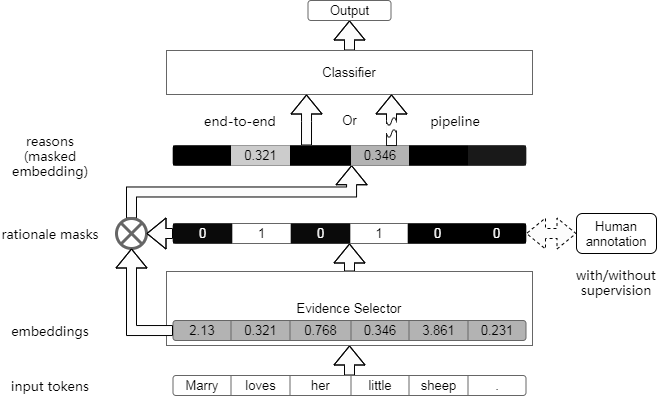 Output
Classifier
end-to-end Or pipeline
reasons
(masked
embedding)
0.321 0.346
rationale masks 0 1 0 1 0 0
Human
annotation
with/without
supervision
Evidence Selector
embeddings 2.13 0.321 0.768 0.346 3.861 0.231
input tokens Marry loves her little sheep .